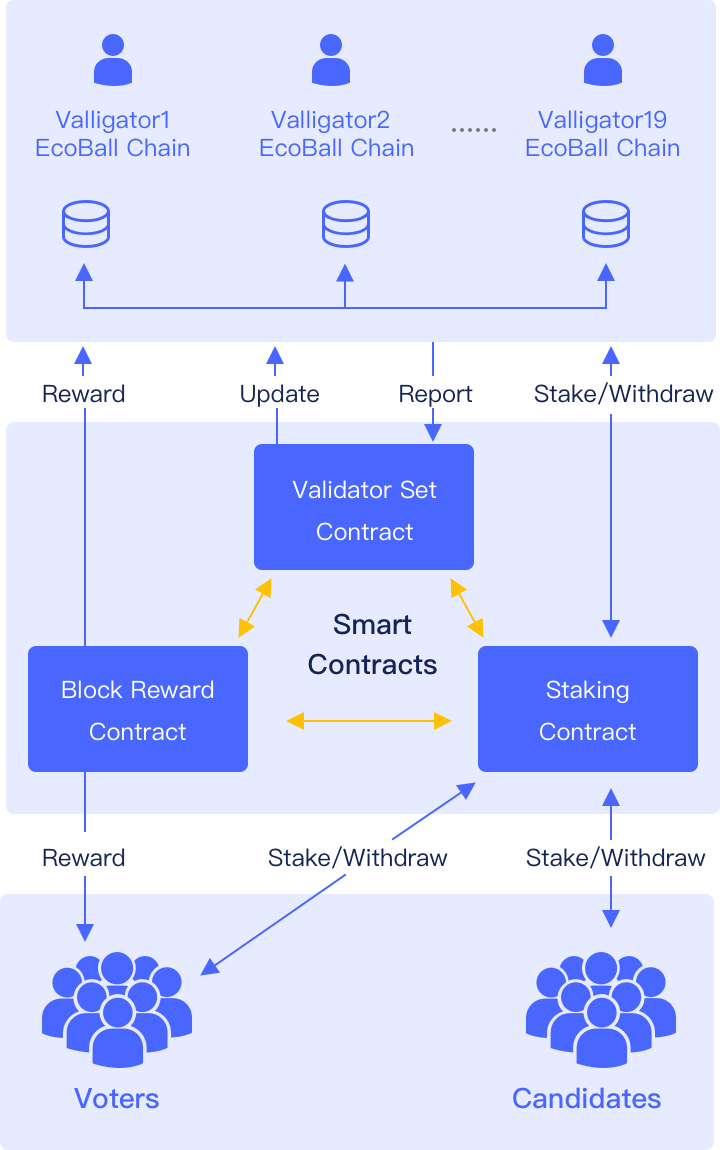 Valligator1
EcoBall Chain
Valligator2
EcoBall Chain
......
Valligator19
EcoBall Chain
Reward
Update
Report
Stake/Withdraw
Validator Set
Contract
Smart
Contracts
Block Reward
Contract
Staking
Contract
Reward
Stake/Withdraw
Stake/Withdraw
Voters
Candidates